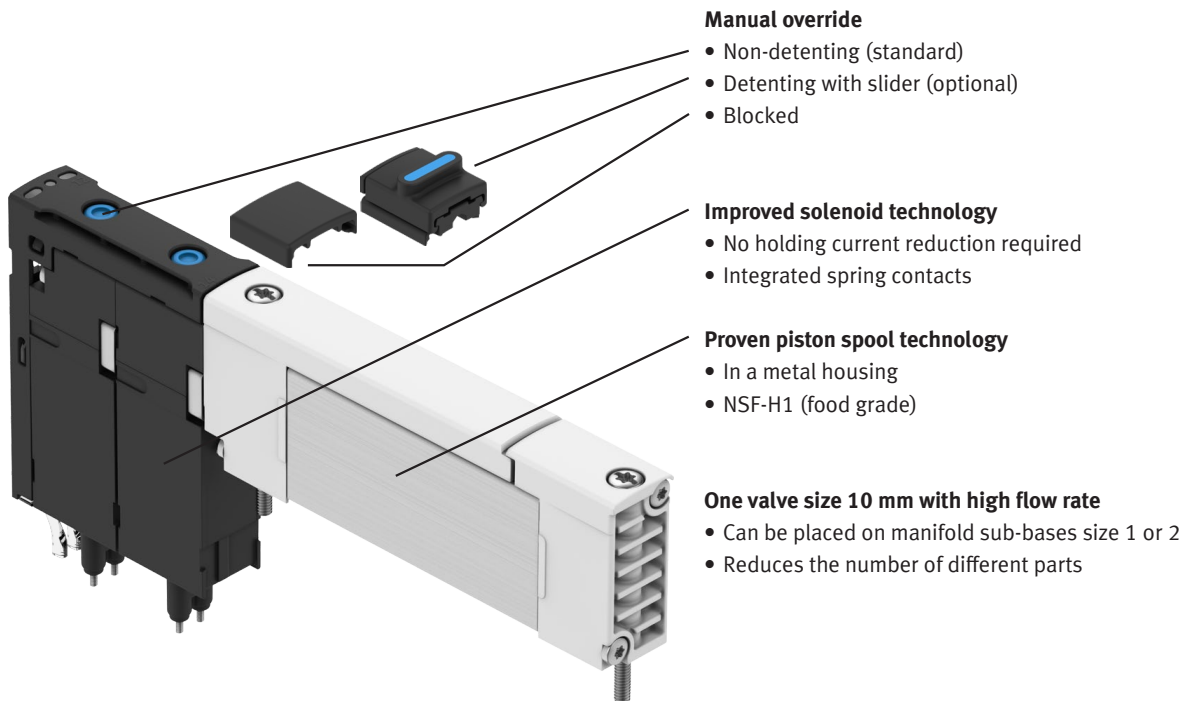 Manual override
• Non-detenting (standard)
• Detenting with slider (optional)
• Blocked
Improved solenoid technology
• No holding current reduction required
• Integrated spring contacts
Proven piston spool technology
• In a metal housing
• NSF-H1 (food grade)
One valve size 10 mm with high flow rate
• Can be placed on manifold sub-bases size 1 or 2
• Reduces the number of different parts